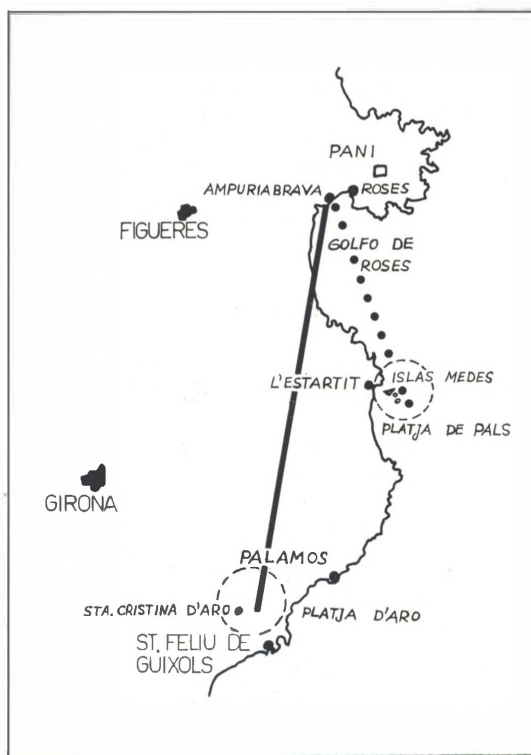 PANI
AMPURIABRAVA
ROSES
FIGUERES
GOLFO DE
ROSES
L'ESTARTIT
ISLAS MEDES
PLATJA DE PALS
GIRONA
PALAMOS
STA. CRISTINA D'ARO
PLATJA D'ARO
ST. FELIU DE
GUIXOLS